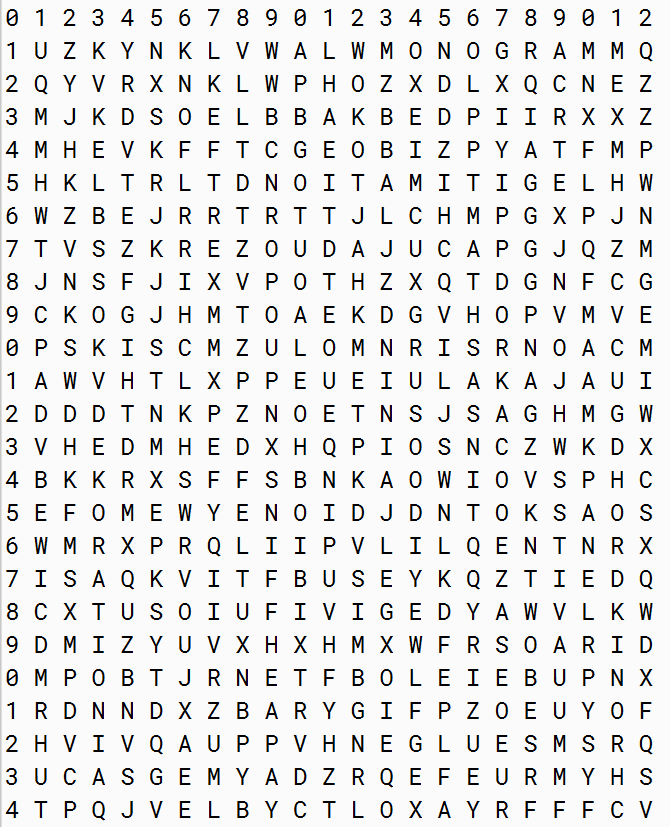 0 1 2 3 4 5 6 7 8 9 0 1 2 3 4 5 6 7 8 9 0 1 2
1 U Z K Y N K L V W A L W M O N O G R A M M Q
2 Q Y V R X N K L W P H O Z X D L X Q C N E Z
3 M J K D S O E L B B A K B E D P I I R X X Z
4 M H E V K F F T C G E O B I Z P Y A T F M P
5 H K L T R L T D N O I T A M I T I G E L H W
6 W Z B E J R R T R T T J L C H M P G X P J N
7 T V S Z K R E Z O U D A J U C A P G J Q Z M
8 J N S F J I X V P O T H Z X Q T D G N F C G
9 C K O G J H M T O A E K D G V H O P V M V E
0 P S K I S C M Z U L O M N R I S R N O A C M
1 A W V H T L X P P E U E I U L A K A J A U I
2 D D D T N K P Z N O E T N S J S A G H M G W
3 V H E D M H E D X H Q P I O S N C Z W K D X
4 B K K R X S F F S B N K A O W I O V S P H C
5 E F O M E W Y E N O I D J D N T O K S A O S
6 W M R X P R Q L I I P V L I L Q E N T N R X
7 I S A Q K V I T F B U S E Y K Q Z T I E D Q
8 C X T U S O I U F I V I G E D Y A W V L K W
9 D M I Z Y U V X H X H M X W F R S O A R I D
0 M P O B T J R N E T F B O L E I E B U P N X
1 R D N N D X Z B A R Y G I F P Z O E U Y O F
2 H V I V Q A U P P V H N E G L U E S M S R Q
3 U C A S G E M Y A D Z R Q E F E U R M Y H S
4 T P Q J V E L B Y C T L O X A Y R F F F C V